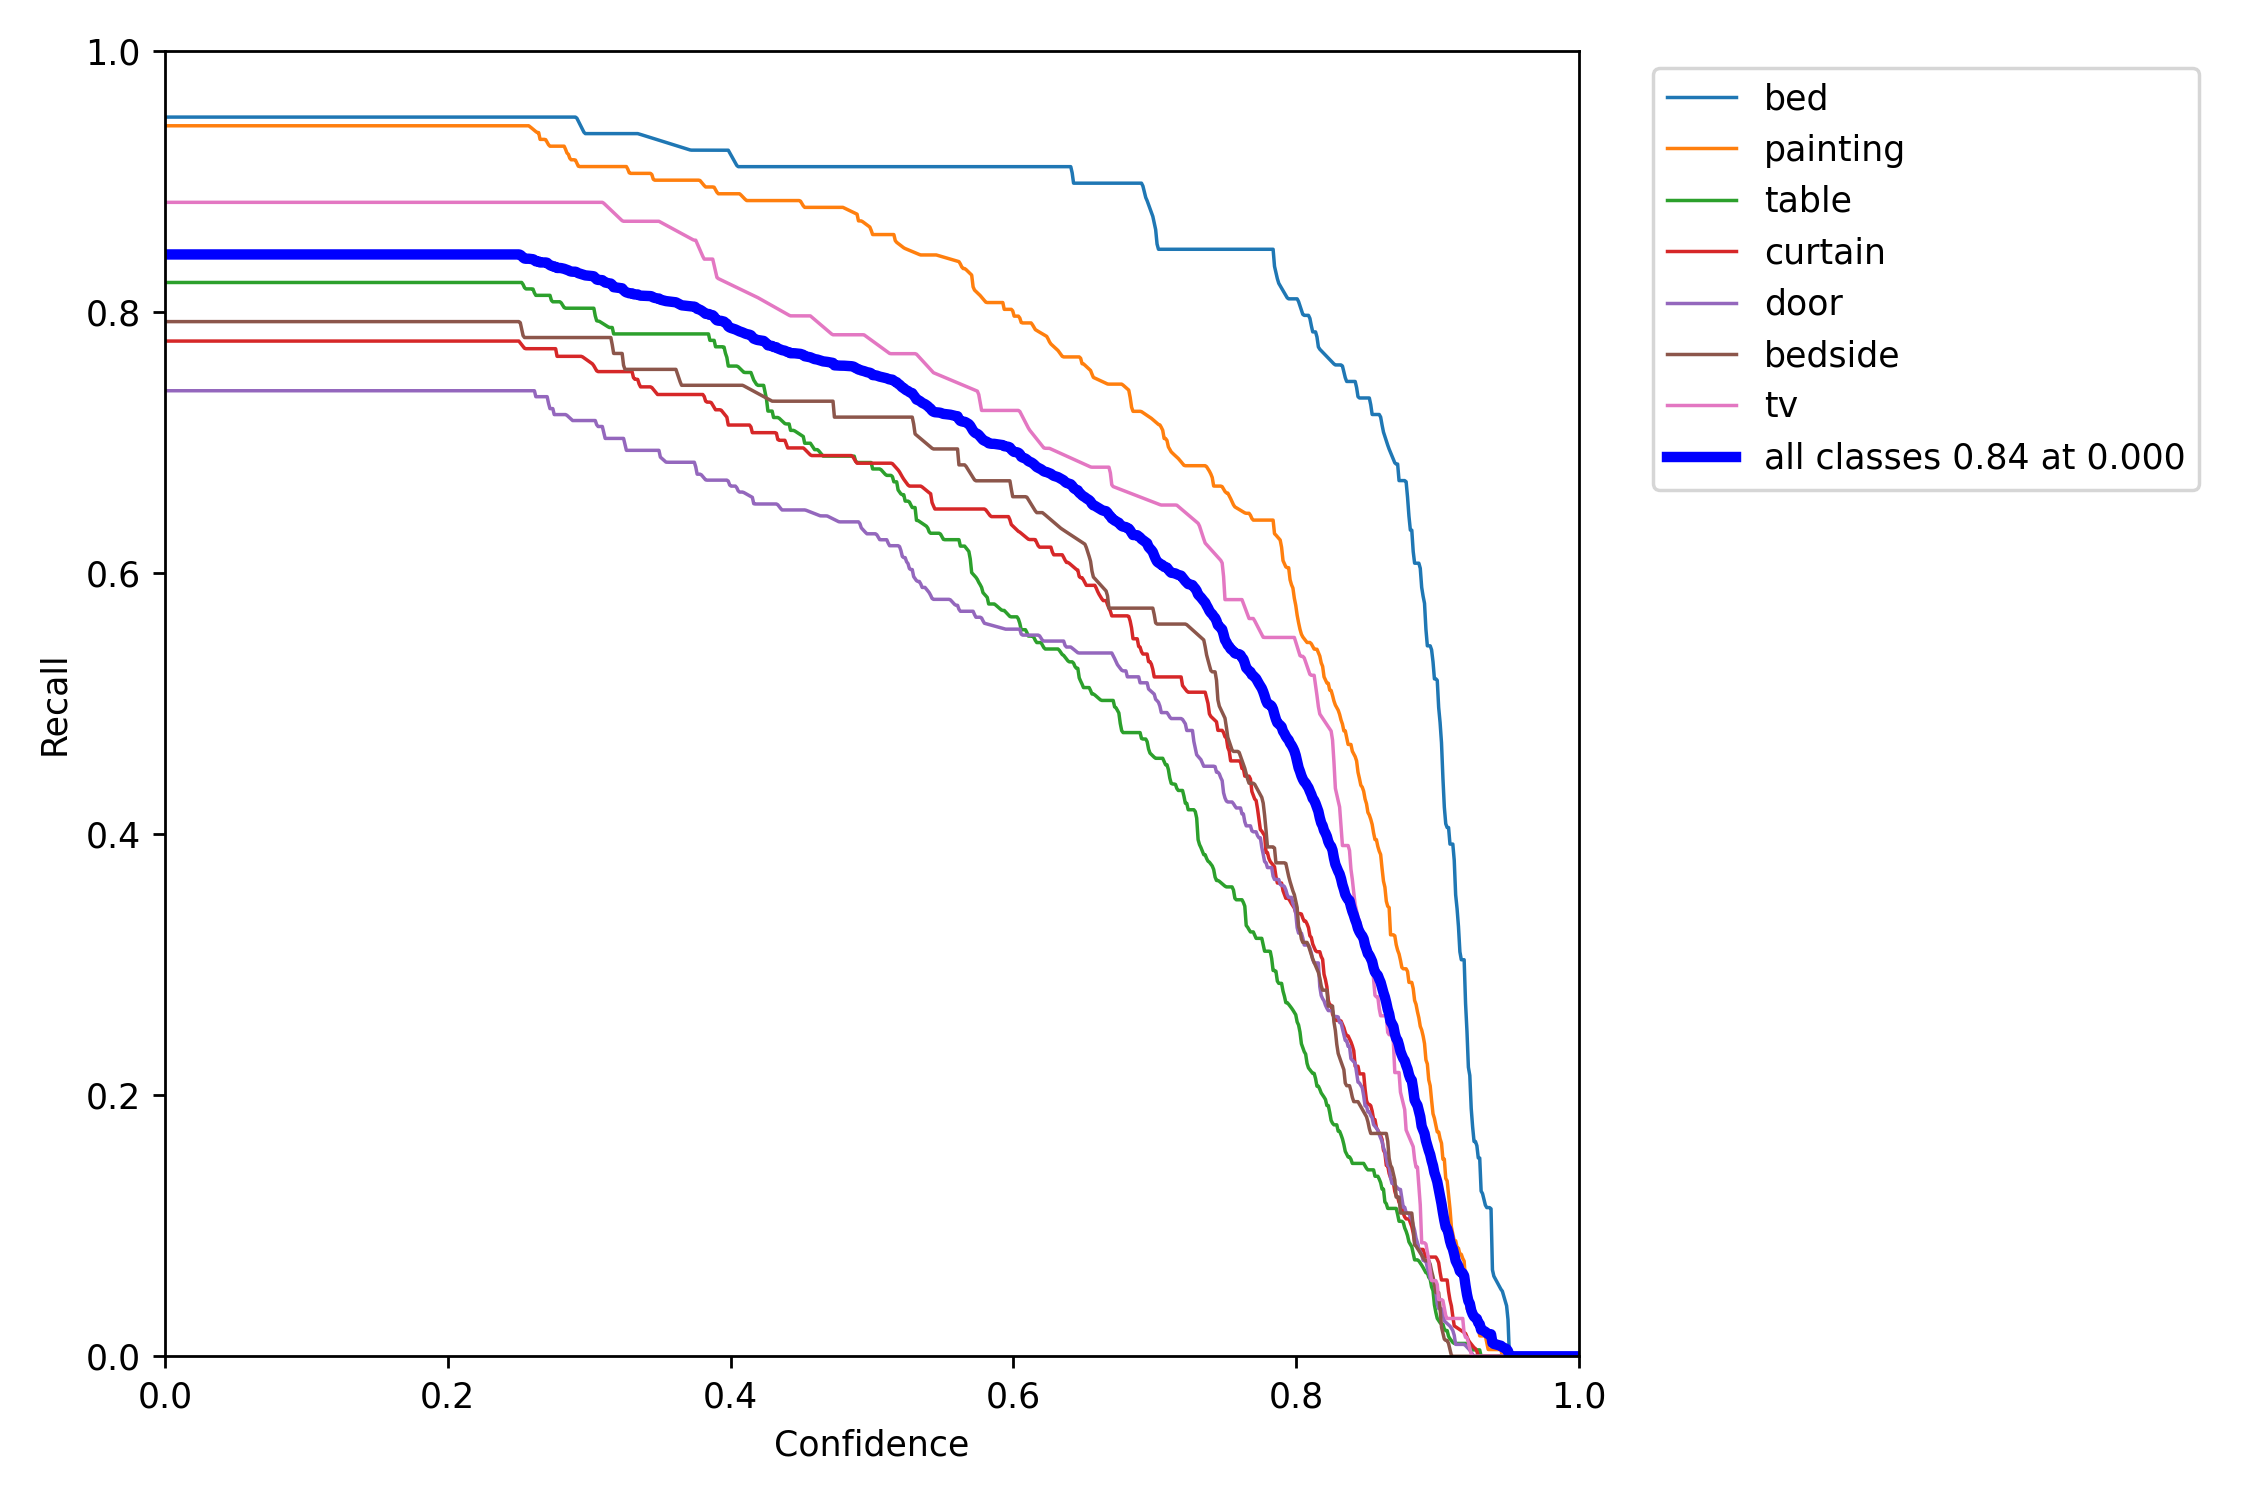 1.0
0.8
0.6
0.4
0.2
0.0
Recall
0.0 0.2 0.4 0.6 0.8 1.0
Confidence
bed
painting
table
curtain
door
bedside
tv
all classes 0.84 at 0.000